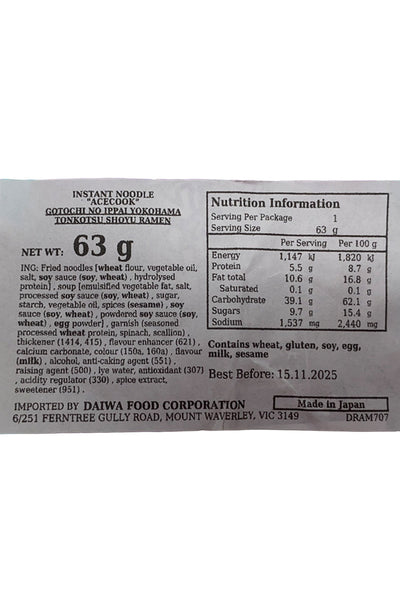 INSTANT NOODLE
"ACECOOK"
GOTOCHI NO IPPAI YOKOHAMA
TONKOTSU SHOYU RAMEN
NET WT: 63 g
ING: Fried noodles [wheat flour, vegetable oil,
salt, soy sauce (soy, wheat) , hydrolysed
protein] , soup [emulsified vegetable fat, salt,
processed soy sauce (soy, wheat) , sugar,
starch, vegetable oil, spices (sesame) , soy
sauce (soy, wheat) , powdered soy sauce (soy,
wheat) , egg powder] , garnish (seasoned
processed wheat protein, spinach, scallion) ,
thickener (1414, 415) , flavour enhancer (621) ,
calcium carbonate, colour (150a, 160a) , flavour
(milk) , alcohol, anti-caking agent (551) ,
raising agent (500) , lye water, antioxidant (307)
, acidity regulator (330) , spice extract,
sweetener (951) .
Nutrition Information
Serving Per Package 1
Serving Size 63 g
Per Serving Per 100 g
Energy 1,147 kJ 1,820 kJ
Protein 5.5 g 8.7 g
Fat total 10.6 g 16.8 g
Saturated 0.1 g 0.1 g
Carbohydrate 39.1 g 62.1 g
Sugars 9.7 g 15.4 g
Sodium 1,537 mg 2,440 mg
Contains wheat, gluten, soy, egg,
milk, sesame
Best Before: 15.11.2025
IMPORTED BY DAIWA FOOD CORPORATION Made in Japan
6/251 FERNTREE GULLY ROAD, MOUNT WAVERLEY, VIC 3149 DRAM707